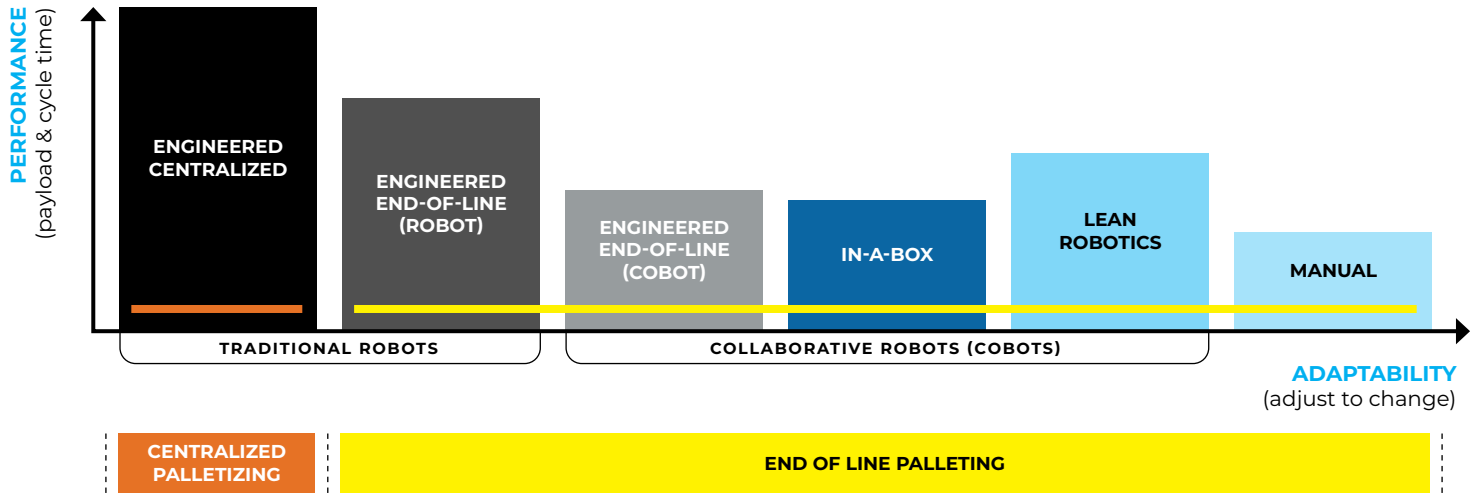 PERFORMANCE
(payload & cycle time)
ENGINEERED
CENTRALIZED
ENGINEERED
END-OF-LINE
(ROBOT)
ENGINEERED
END-OF-LINE
(COBOT)
IN-A-BOX
LEAN
ROBOTICS
MANUAL
TRADITIONAL ROBOTS
COLLABORATIVE ROBOTS (COBOTS)
ADAPTABILITY
(adjust to change)
CENTRALIZED
PALLETIZING
END OF LINE PALLETING